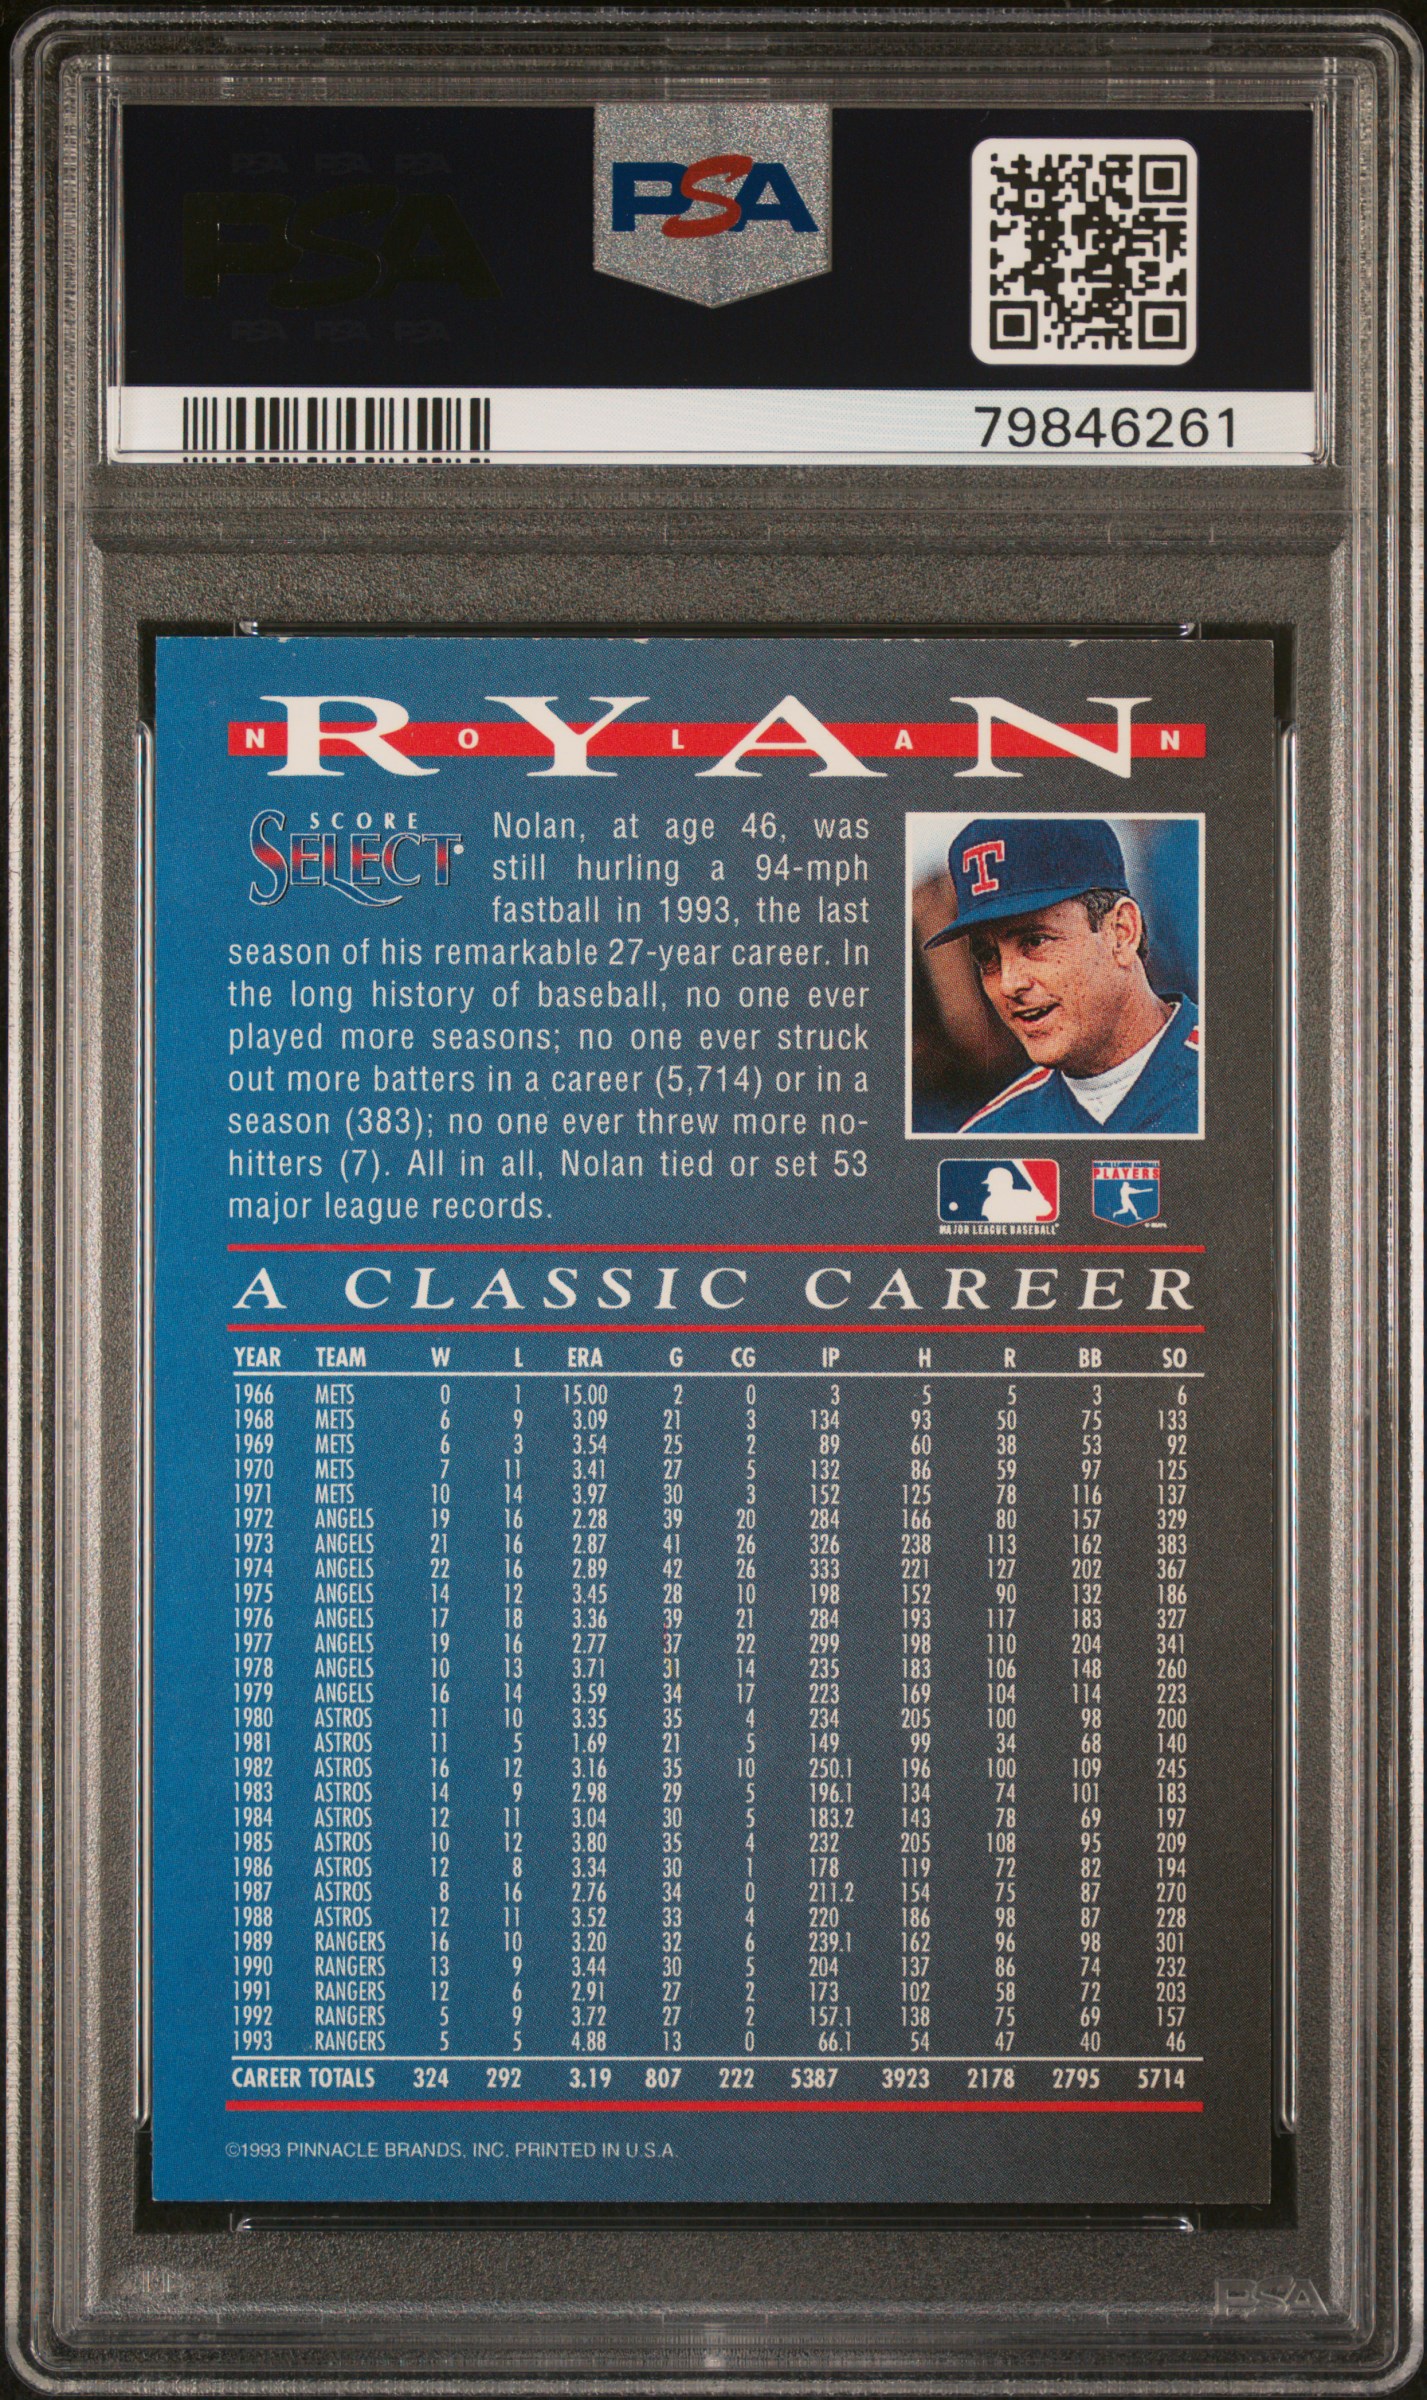 PSA PSA PSA
PSA
PSA PSA PSA
PSA
79846261
RYAN
NOLAN
SCORE
SELECT
Nolan, at age 46, was
still hurling a 94-mph
fastball in 1993, the last
season of his remarkable 27-year career. In
the long history of baseball, no one ever
played more seasons; no one ever struck
out more batters in a career (5,714) or in a
season (383); no one ever threw more no-
hitters (7). All in all, Nolan tied or set 53
major league records.
T
MAJOR LEAGUE BASEBALL
MAJOR LEAGUE BASEBALL
PLAYERS
A CLASSIC CAREER
YEAR TEAM W L ERA G CG IP H R BB SO
1966 METS 0 1 15.00 2 0 3 5 5 3 6
1968 METS 6 9 3.09 21 3 134 93 50 75 133
1969 METS 6 3 3.54 25 2 89 60 38 53 92
1970 METS 7 11 3.41 27 5 132 86 59 97 125
1971 METS 10 14 3.97 30 3 152 125 78 116 137
1972 ANGELS 19 16 2.28 39 20 284 166 80 157 329
1973 ANGELS 21 16 2.87 41 26 326 238 113 162 383
1974 ANGELS 22 16 2.89 42 26 333 221 127 202 367
1975 ANGELS 14 12 3.45 28 10 198 152 90 132 186
1976 ANGELS 17 18 3.36 39 21 284 193 117 183 327
1977 ANGELS 19 16 2.77 37 22 299 198 110 204 341
1978 ANGELS 10 13 3.71 31 14 235 183 106 148 260
1979 ANGELS 16 14 3.59 34 17 223 169 104 114 223
1980 ASTROS 11 10 3.35 35 4 234 205 100 98 200
1981 ASTROS 11 5 1.69 21 5 149 99 34 68 140
1982 ASTROS 16 12 3.16 35 10 250.1 196 100 109 245
1983 ASTROS 14 9 2.98 29 5 196.1 134 74 101 183
1984 ASTROS 12 11 3.04 30 5 183.2 143 78 69 197
1985 ASTROS 10 12 3.80 35 4 232 205 108 95 209
1986 ASTROS 12 8 3.34 30 1 178 119 72 82 194
1987 ASTROS 8 16 2.76 34 0 211.2 154 75 87 270
1988 ASTROS 12 11 3.52 33 4 220 186 98 87 228
1989 RANGERS 16 10 3.20 32 6 239.1 162 96 98 301
1990 RANGERS 13 9 3.44 30 5 204 137 86 74 232
1991 RANGERS 12 6 2.91 27 2 173 102 58 72 203
1992 RANGERS 5 9 3.72 27 2 157.1 138 75 69 157
1993 RANGERS 5 5 4.88 13 0 66.1 54 47 40 46
CAREER TOTALS 324 292 3.19 807 222 5387 3923 2178 2795 5714
©1993 PINNACLE BRANDS, INC. PRINTED IN U.S.A.
PSA